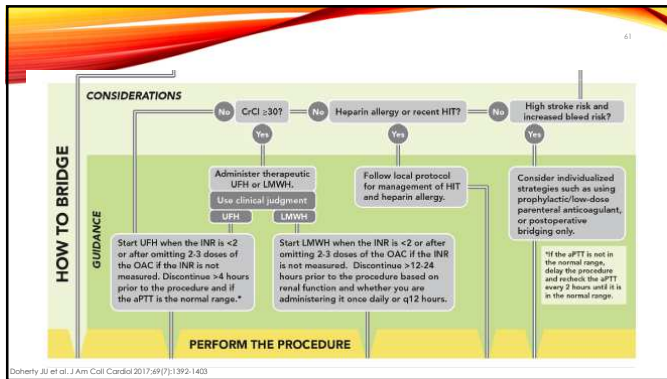 61
CONSIDERATIONS
No
CrCl ≥30?
No
Heparin allergy or recent HIT?
No
High stroke risk and
increased bleed risk?
Yes
Yes
Yes
HOW TO BRIDGE
GUIDANCE
Administer therapeutic
UFH or LMWH.
Use clinical judgment
UFH
LMWH
Follow local protocol
for management of HIT
and heparin allergy.
Consider individualized
strategies such as using
prophylactic/low-dose
parenteral anticoagulant,
or postoperative
bridging only.
Start UFH when the INR is <2
or after omitting 2-3 doses of
the OAC if the INR is not
measured. Discontinue >4 hours
prior to the procedure and if
the aPTT is the normal range.*
Start LMWH when the INR is <2 or after
omitting 2-3 doses of the OAC if the INR
is not measured. Discontinue >12-24
hours prior to the procedure based on
renal function and whether you are
administering it once daily or q12 hours.
*If the aPTT is not in
the normal range,
delay the procedure
and recheck the aPTT
every 2 hours until it is
in the normal range.
PERFORM THE PROCEDURE
Doherty JU et al. J Am Coll Cardiol 2017;69(7):1392-1403